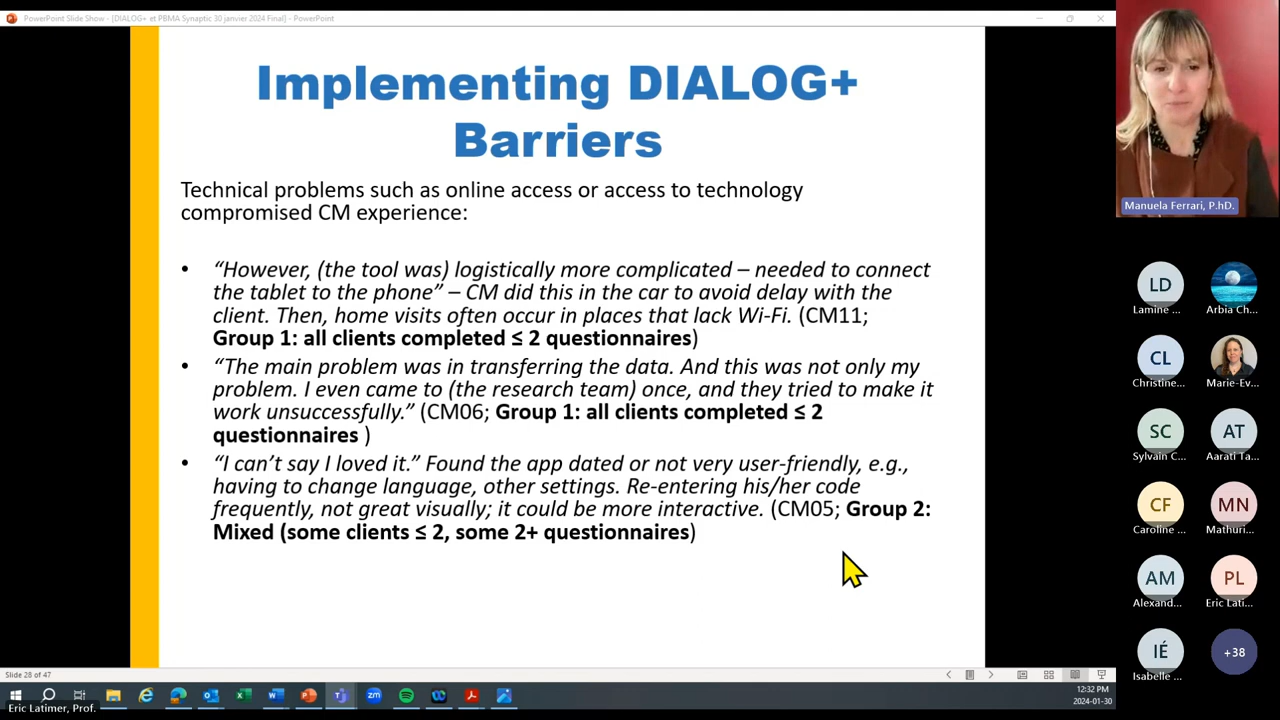 PowerPoint Slide Show - [DIALOG+ et PBMA Synaptic 30 janvier 2024 Final] - PowerPoint
Implementing DIALOG+
Barriers
Technical problems such as online access or access to technology
compromised CM experience:
• “However, (the tool was) logistically more complicated – needed to connect
the tablet to the phone” – CM did this in the car to avoid delay with the
client. Then, home visits often occur in places that lack Wi-Fi. (CM11;
Group 1: all clients completed ≤ 2 questionnaires)
• “The main problem was in transferring the data. And this was not only my
problem. I even came to (the research team) once, and they tried to make it
work unsuccessfully.” (CM06; Group 1: all clients completed ≤ 2
questionnaires )
• “I can’t say I loved it.” Found the app dated or not very user-friendly, e.g.,
having to change language, other settings. Re-entering his/her code
frequently, not great visually; it could be more interactive. (CM05; Group 2:
Mixed (some clients ≤ 2, some 2+ questionnaires)
Slide 28 of 47
12:32 PM
2024-01-30
Eric Latimer, Prof.
Manuela Ferrari, P.hD.
LD
Lamine ...
Arbia Ch...
CL
Christine...
Marie-Ev...
SC
Sylvain C...
AT
Aarati Ta...
CF
Caroline ...
MN
Mathuri...
AM
Alexand...
PL
Eric Lati...
IÉ
Isabelle ...
+38